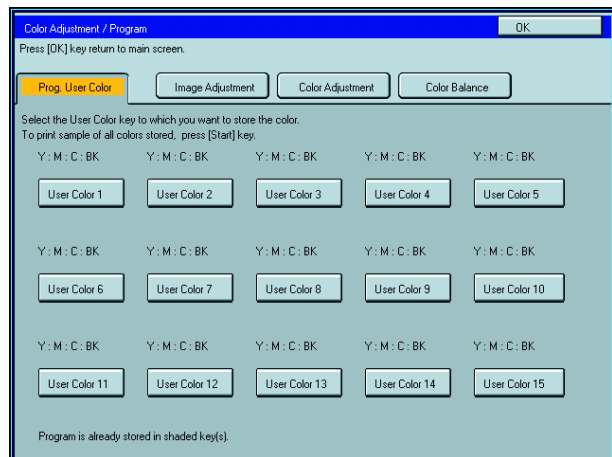 Color Adjustment / Program
OK
Press [OK] key return to main screen.
Prog. User Color Image Adjustment Color Adjustment Color Balance
Select the User Color key to which you want to store the color.
To print sample of all colors stored, press [Start] key.
Y : M : C : BK Y : M : C : BK Y : M : C : BK Y : M : C : BK Y : M : C : BK
User Color 1 User Color 2 User Color 3 User Color 4 User Color 5
Y : M : C : BK Y : M : C : BK Y : M : C : BK Y : M : C : BK Y : M : C : BK
User Color 6 User Color 7 User Color 8 User Color 9 User Color 10
Y : M : C : BK Y : M : C : BK Y : M : C : BK Y : M : C : BK Y : M : C : BK
User Color 11 User Color 12 User Color 13 User Color 14 User Color 15
Program is already stored in shaded key(s).